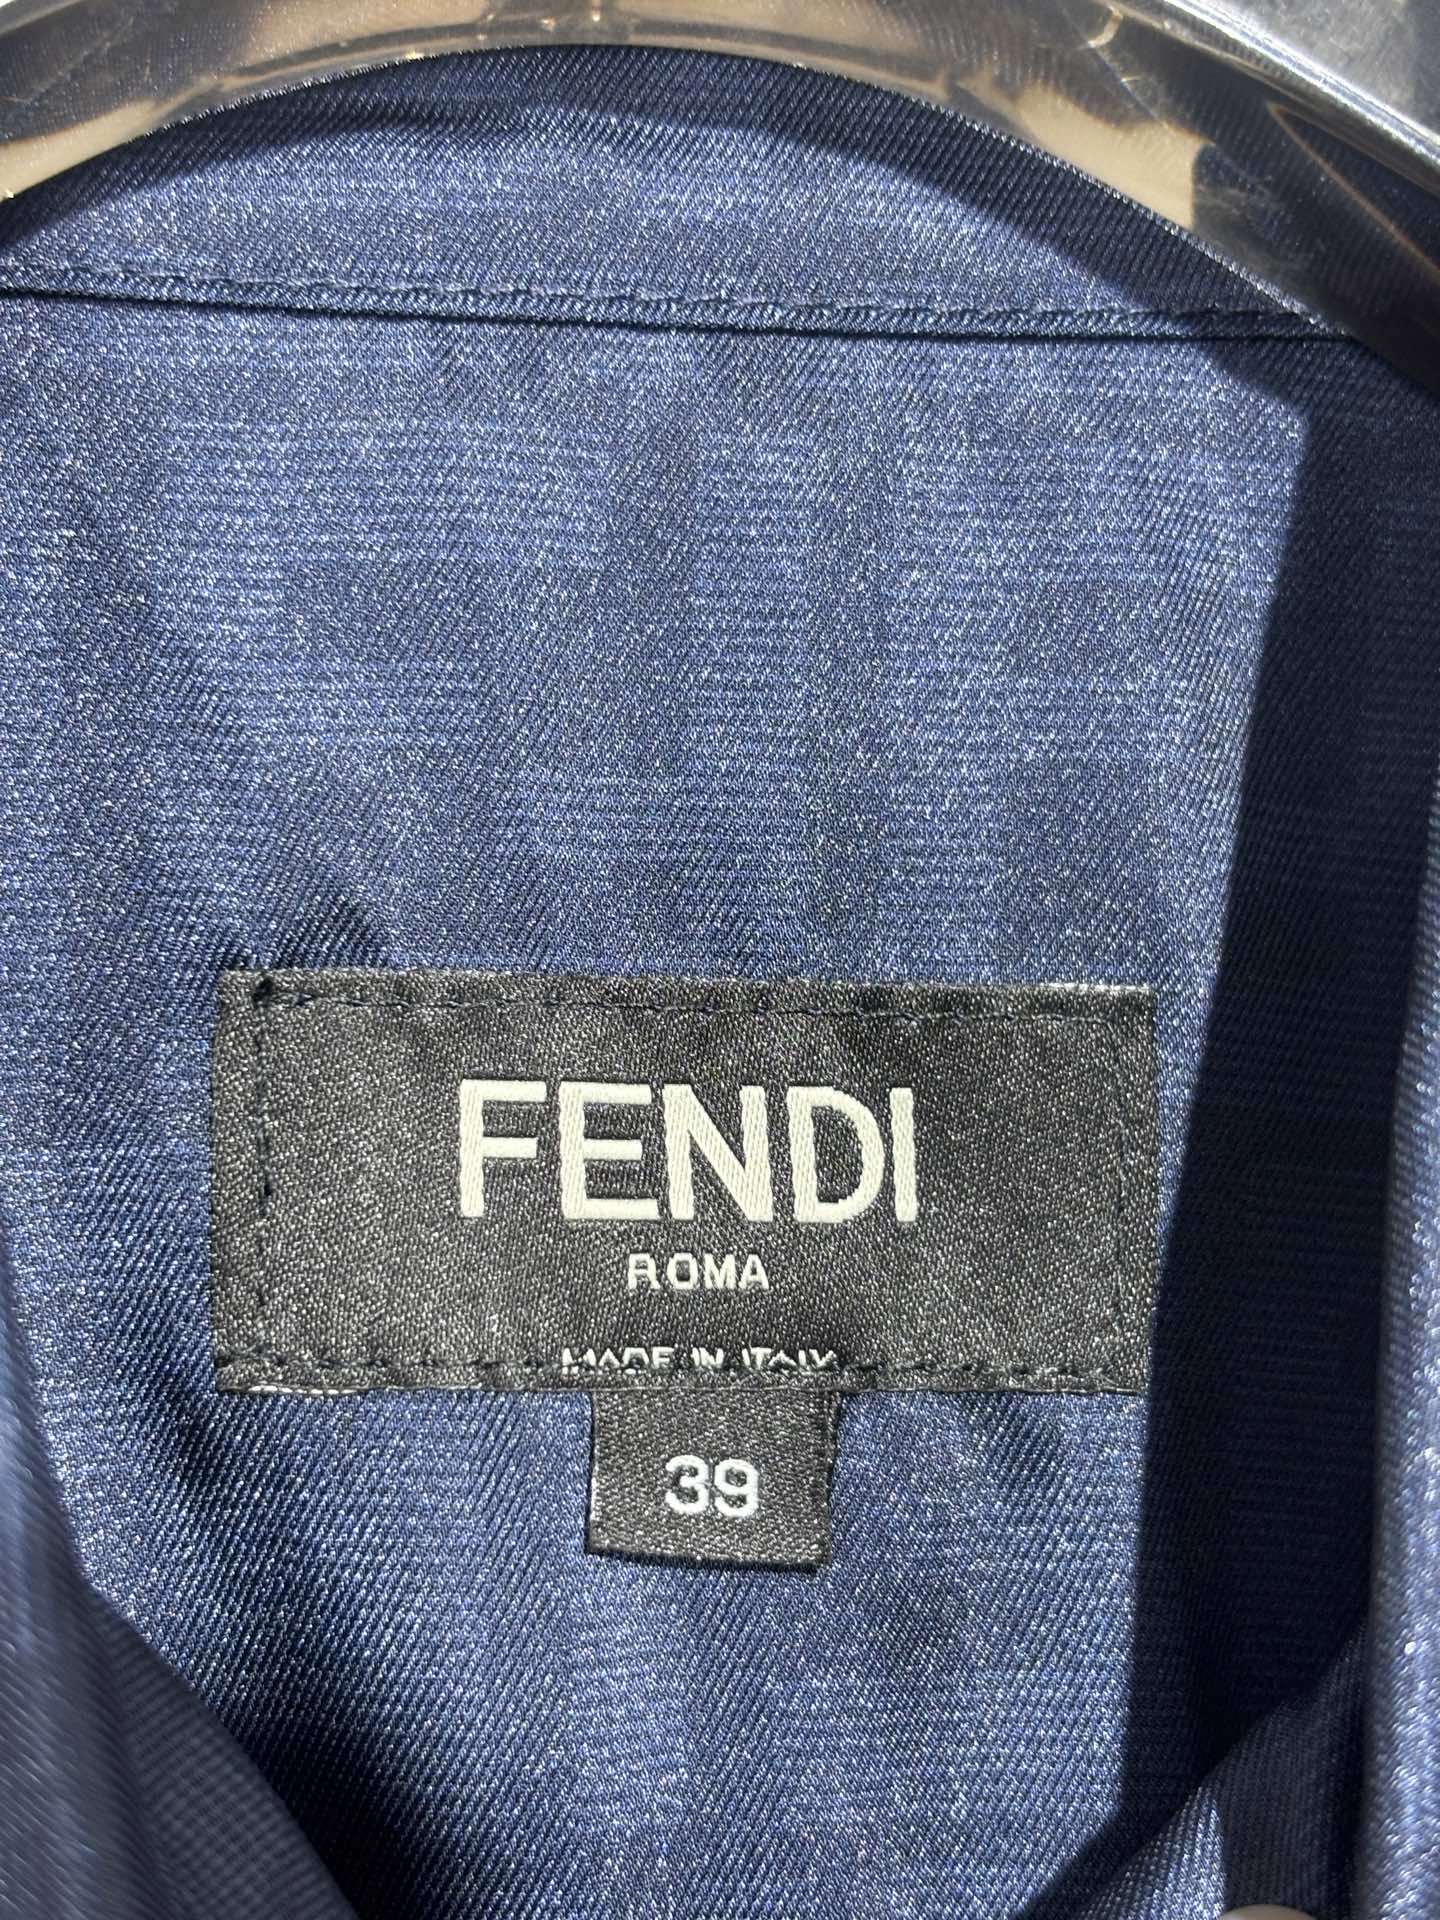 FENDI
ROMA
MADE IN ITALY
39